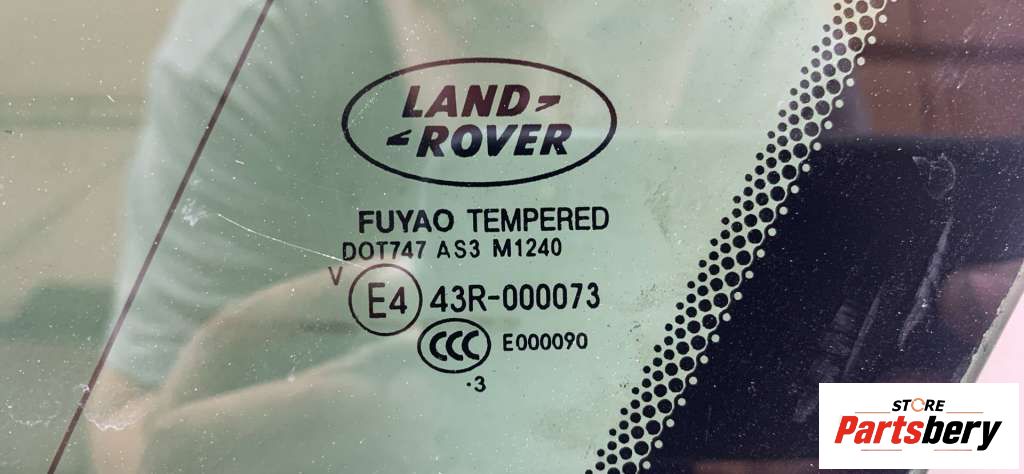 LAND
ROVER
FUYAO TEMPERED
DOT747 AS3 M1240
V
E4 43R-000073
CCC E000090
.3
STORE
Partsbery